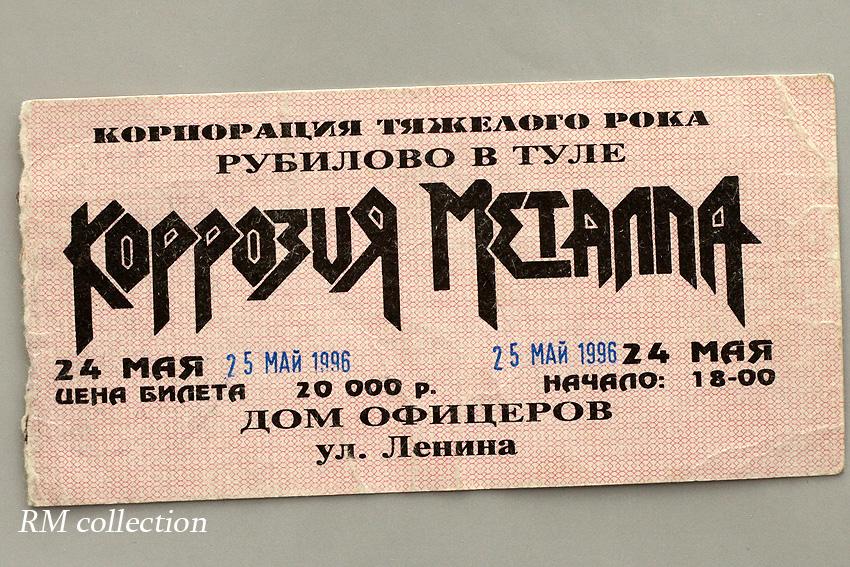 КОРПОРАЦИЯ ТЯЖЕЛОГО РОКА
РУБИЛОВО В ТУЛЕ
КОРРОЗИЯ МЕТАЛЛА
24 МАЯ 25 МАЙ 1996 25 МАЙ 1996 24 МАЯ
ЦЕНА БИЛЕТА 20 000 р. НАЧАЛО: 18-00
ДОМ ОФИЦЕРОВ
ул. Ленина
RM collection